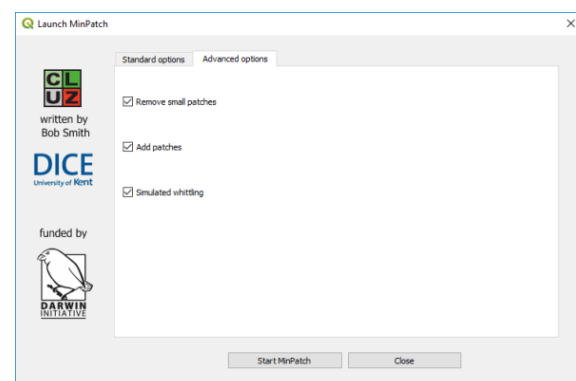 Launch MinPatch
Standard options
Advanced options
CL
UZ
written by
Bob Smith
DICE
University of Kent
funded by
DARWIN
INITIATIVE
Remove small patches
Add patches
Simulated whittling
Start MinPatch
Close